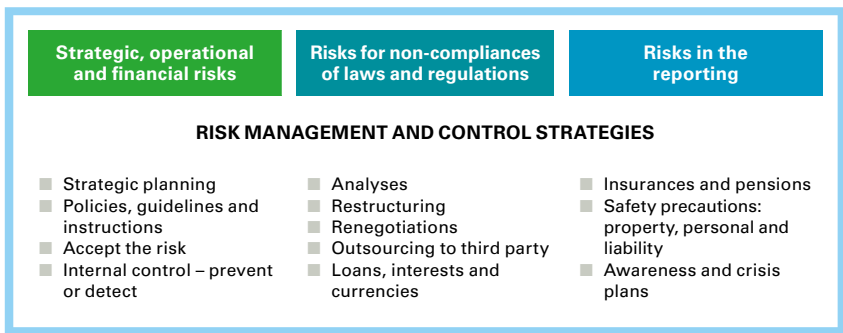 Strategic, operational
and financial risks
Risks for non-compliances
of laws and regulations
Risks in the
reporting
RISK MANAGEMENT AND CONTROL STRATEGIES
Strategic planning
Policies, guidelines and
instructions
Accept the risk
Internal control – prevent
or detect
Analyses
Restructuring
Renegotiations
Outsourcing to third party
Loans, interests and
currencies
Insurances and pensions
Safety precautions:
property, personal and
liability
Awareness and crisis
plans